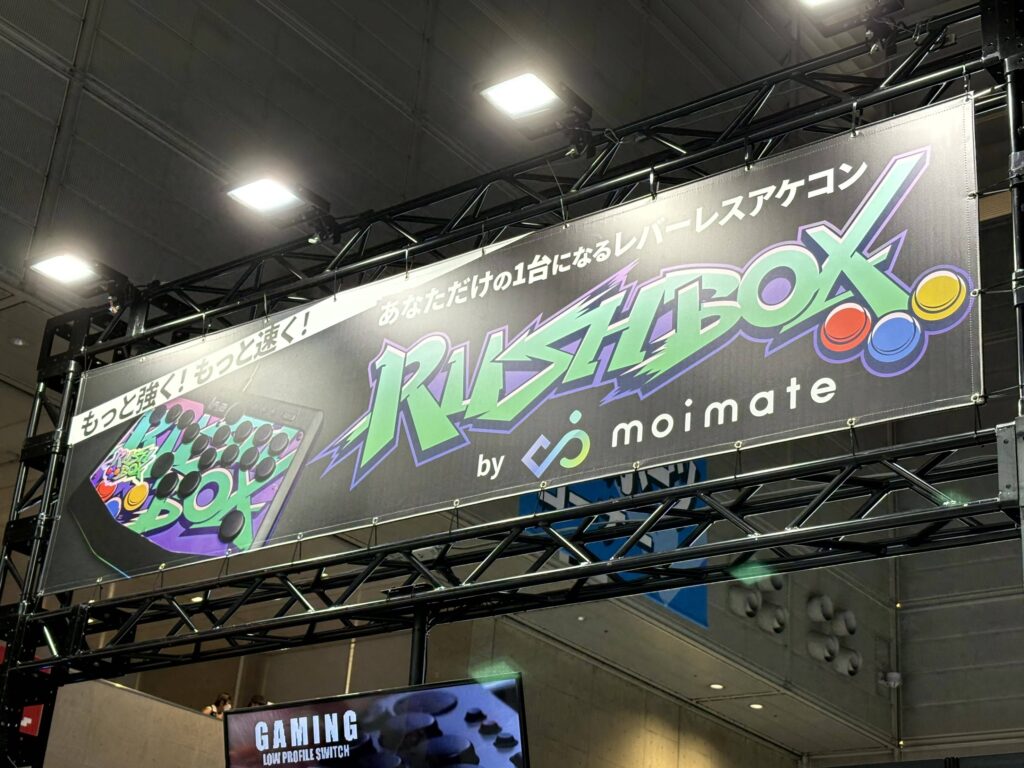 もっと強く！もっと速く！
あなただけの1台になるレバーレスアケコン
RUSHBOX
by moimate
BOX
GAMING
LOW PROFILE SWITCH